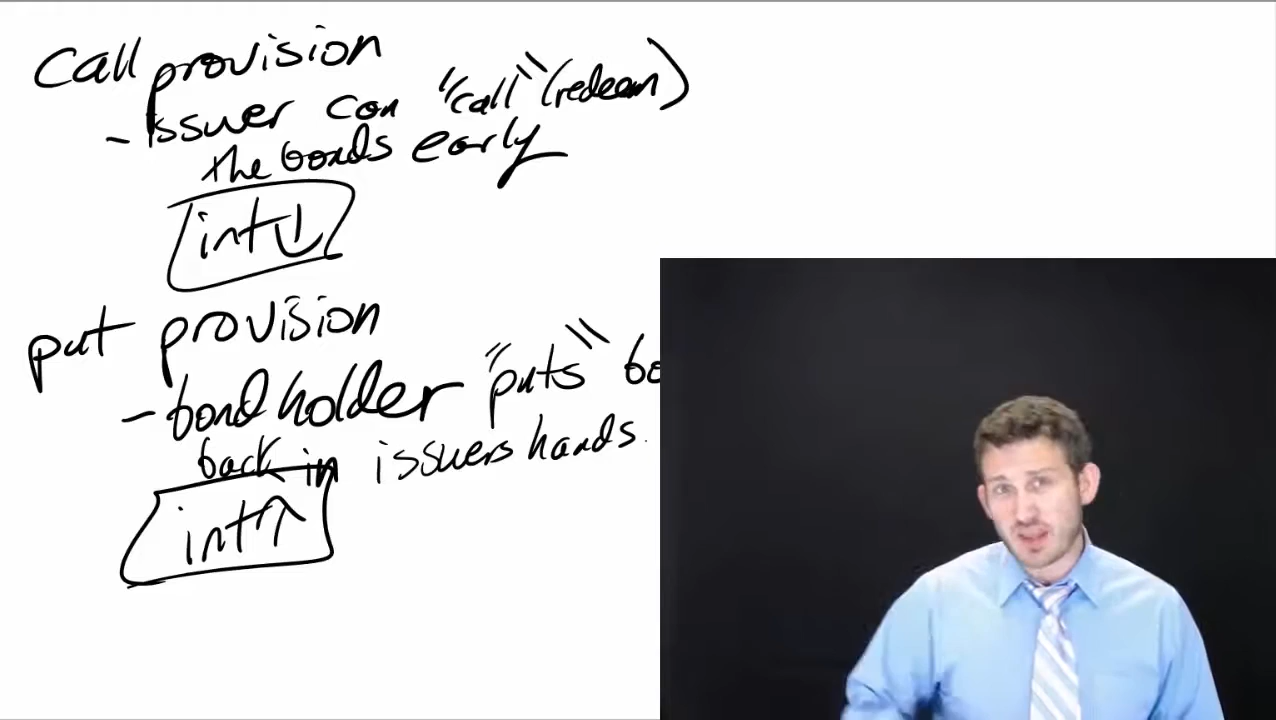 Call provision
- issuer can "call" (redeem)
the bonds early
int ↓
put provision
- bondholder "puts" bo
back in issuers hands.
int ↑